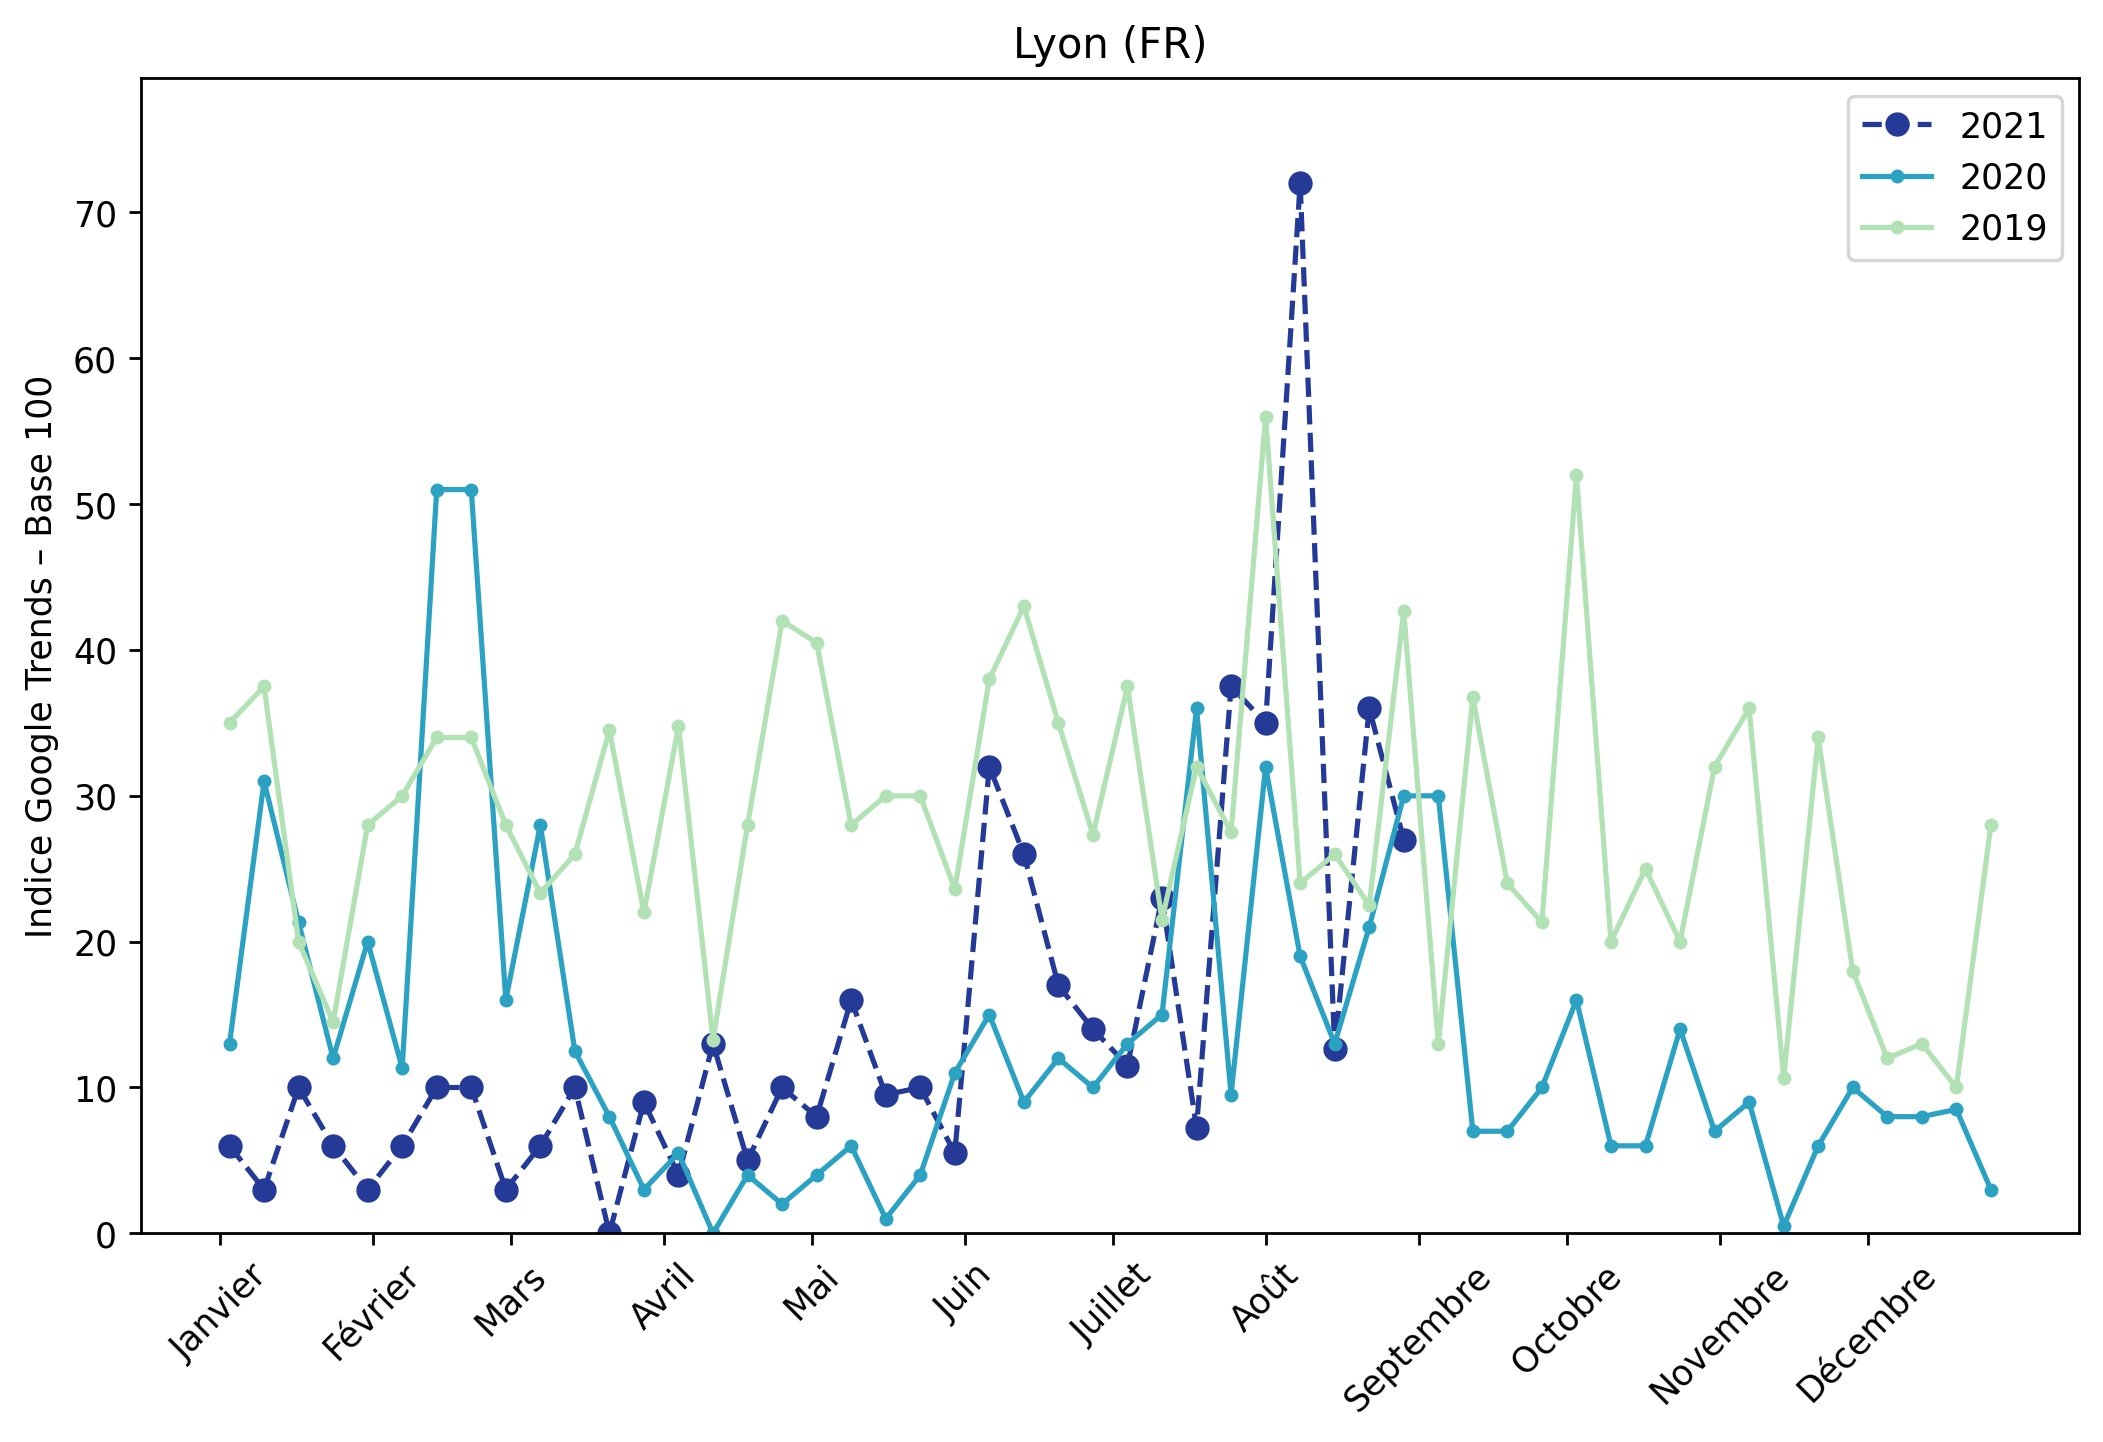 Lyon (FR)
2021
2020
2019
Indice Google Trends – Base 100
70
60
50
40
30
20
10
0
Janvier
Février
Mars
Avril
Mai
Juin
Juillet
Août
Septembre
Octobre
Novembre
Décembre